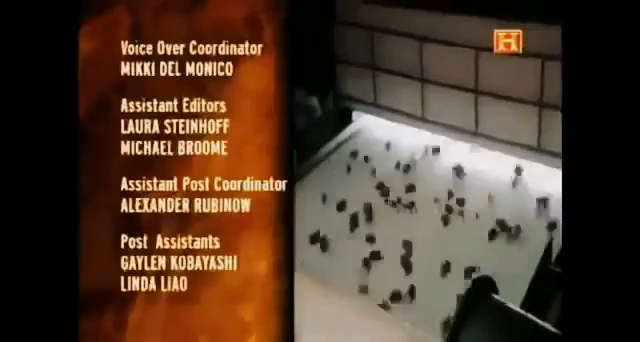 Voice Over Coordinator
MIKKI DEL MONICO
Assistant Editors
LAURA STEINHOFF
MICHAEL BROOME
Assistant Post Coordinator
ALEXANDER RUBINOW
Post Assistants
GAYLEN KOBAYASHI
LINDA LIAO
H